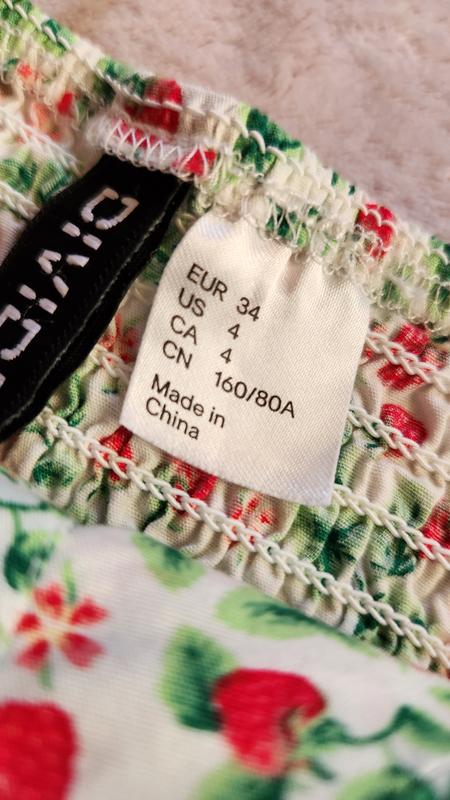 EUR 34
US 4
CA 4
CN 160/80A
Made in
China